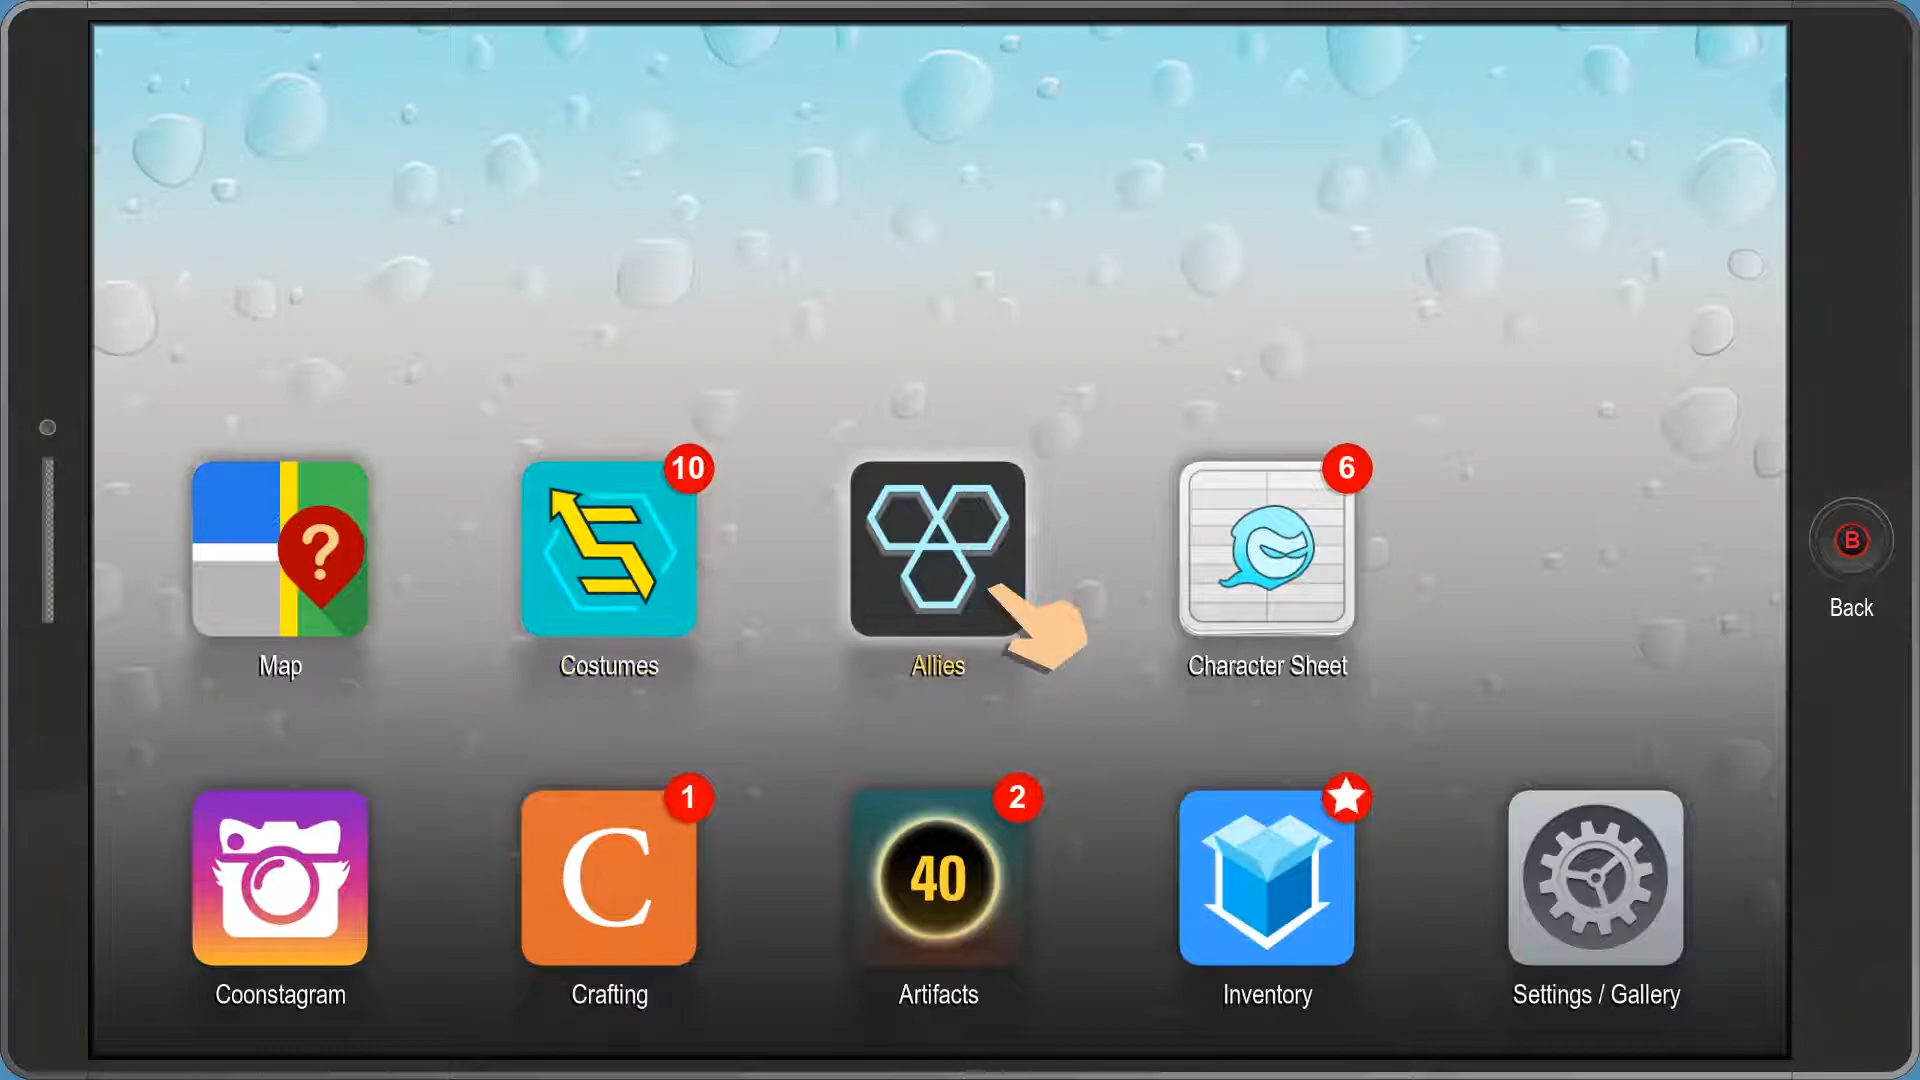 10
6
?
B
Map
Costumes
Allies
Character Sheet
Back
1
2
C
40
Coonstagram
Crafting
Artifacts
Inventory
Settings / Gallery